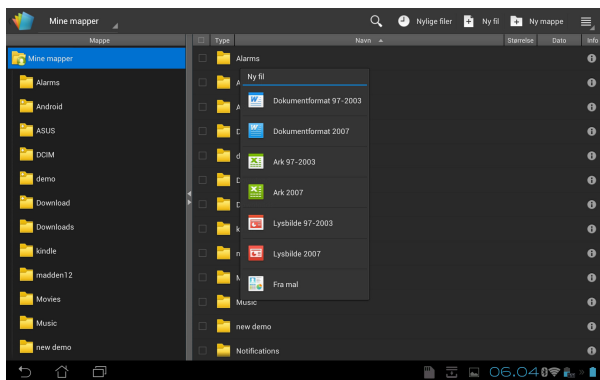 Mine mapper
Nylige filer
Ny fil
Ny mappe
Mappe
Type
Navn
Størrelse
Dato
Info
Mine mapper
Alarms
Android
ASUS
DCIM
demo
Download
Downloads
kindle
madden12
Movies
Music
new demo
Alarms
Ny fil
Dokumentformat 97-2003
Dokumentformat 2007
Ark 97-2003
Ark 2007
Lysbilde 97-2003
Lysbilde 2007
Fra mal
Music
new demo
Notifications
06.04